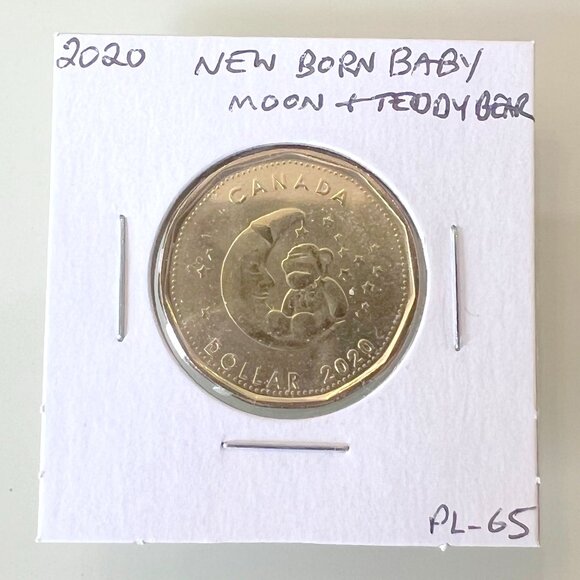 2020 NEW BORN BABY
MOON + TEDDY BEAR
CANADA
DOLLAR 2020
PL-65